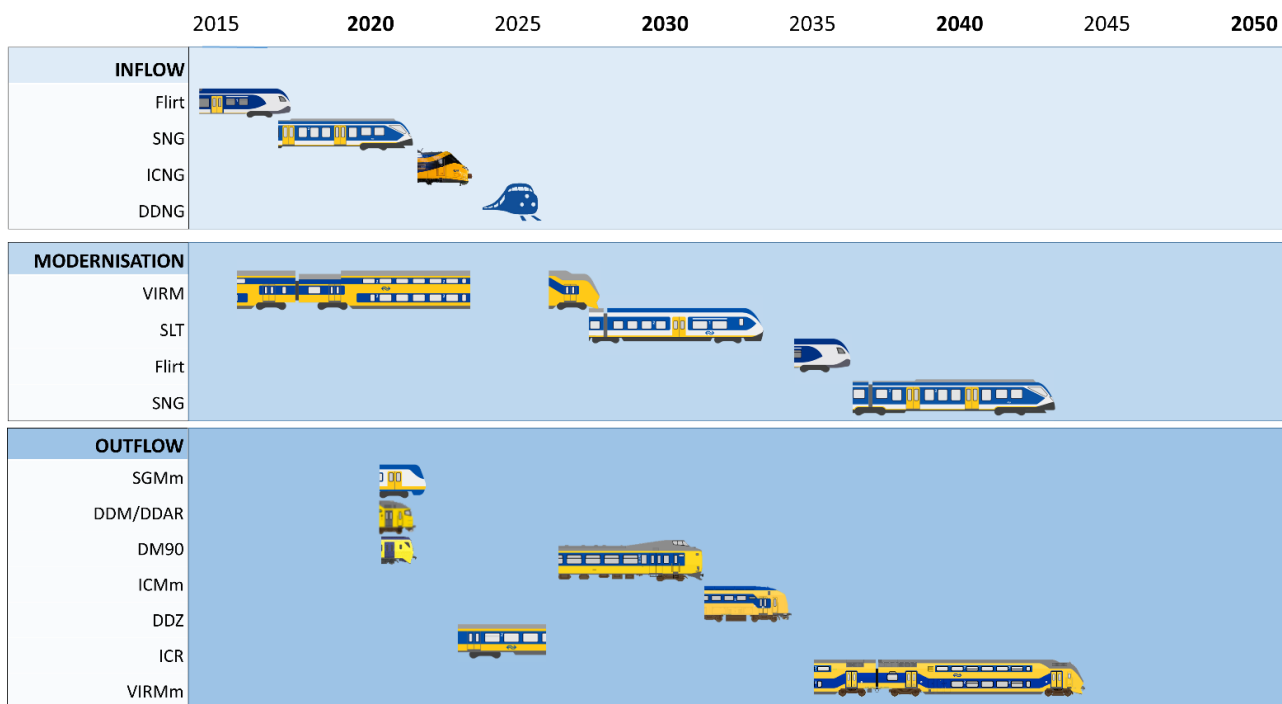 2015 2020 2025 2030 2035 2040 2045 2050
INFLOW
Flirt
SNG
ICNG
DDNG
MODERNISATION
VIRM
SLT
Flirt
SNG
OUTFLOW
SGMm
DDM/DDAR
DM90
ICMm
DDZ
ICR
VIRMm